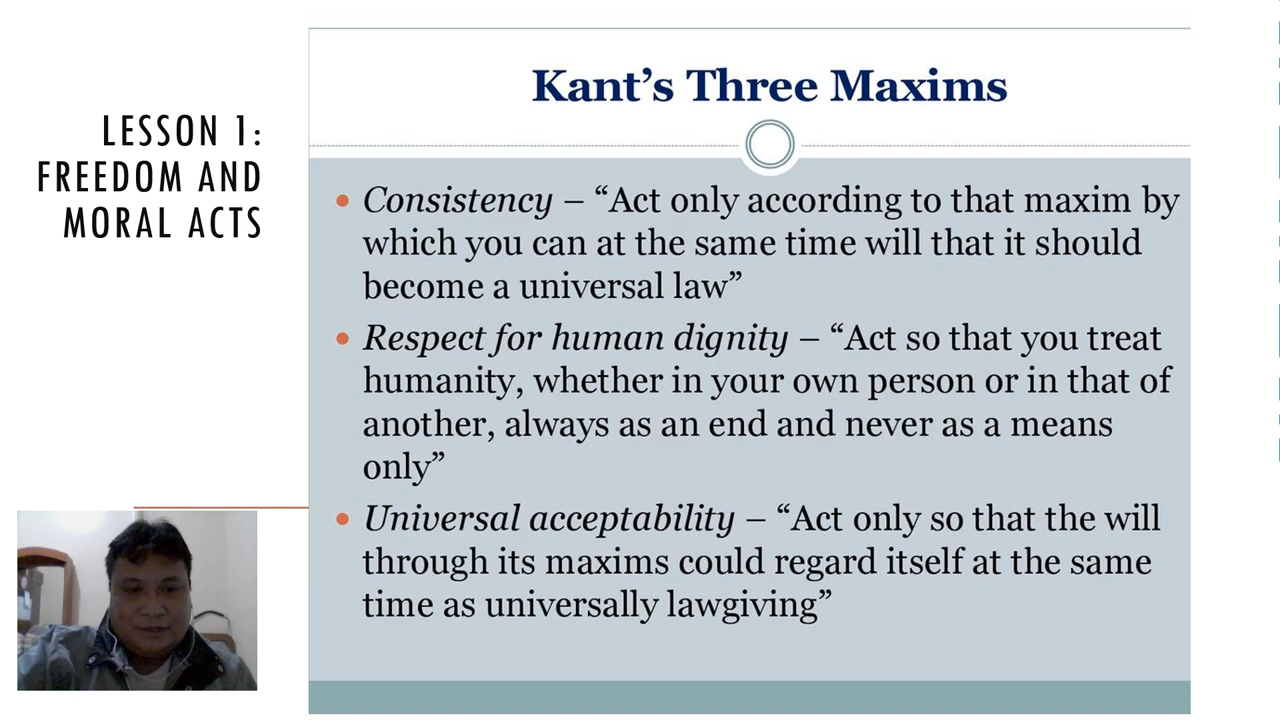 LESSON 1:
FREEDOM AND
MORAL ACTS
Kant’s Three Maxims
• Consistency – “Act only according to that maxim by
which you can at the same time will that it should
become a universal law”
• Respect for human dignity – “Act so that you treat
humanity, whether in your own person or in that of
another, always as an end and never as a means
only”
• Universal acceptability – “Act only so that the will
through its maxims could regard itself at the same
time as universally lawgiving”